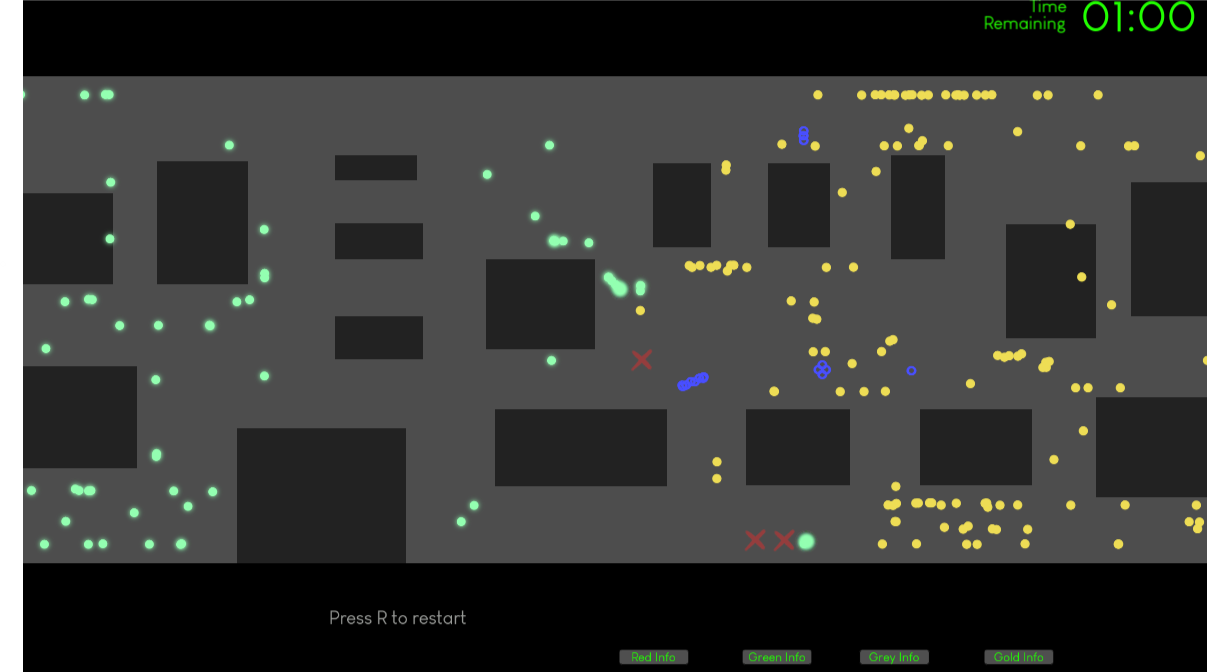 Time
Remaining
01:00
Press R to restart
Red Info
Green Info
Grey Info
Gold Info